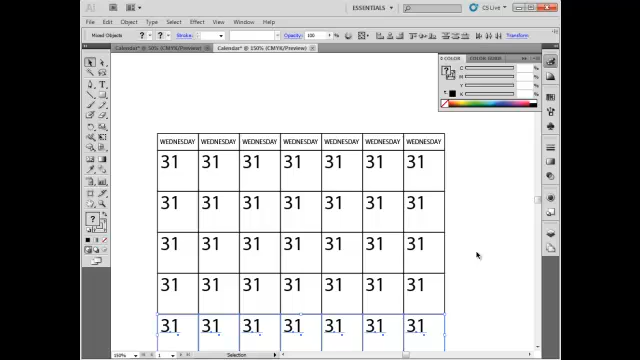 Ai
ESSENTIALS
CS Live
File Edit Object Type Select Effect View Window Help
Mixed Objects
Opacity: 100 %
Transform
Calendar* @ 50% (CMYK/Preview) Calendar* @ 150% (CMYK/Preview)
COLOR COLOR GUIDE
C %
M %
Y %
K %
WEDNESDAY WEDNESDAY WEDNESDAY WEDNESDAY WEDNESDAY WEDNESDAY WEDNESDAY
31 31 31 31 31 31 31
31 31 31 31 31 31 31
31 31 31 31 31 31 31
31 31 31 31 31 31 31
31 31 31 31 31 31 31
150% 1 Selection